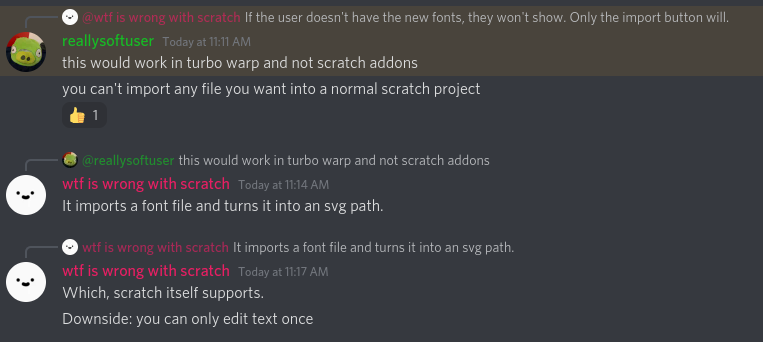 @wtf is wrong with scratch If the user doesn't have the new fonts, they won't show. Only the import button will.
reallysoftuser Today at 11:11 AM
this would work in turbo warp and not scratch addons
you can't import any file you want into a normal scratch project
👍 1
@reallysoftuser this would work in turbo warp and not scratch addons
wtf is wrong with scratch Today at 11:14 AM
It imports a font file and turns it into an svg path.
wtf is wrong with scratch It imports a font file and turns it into an svg path.
wtf is wrong with scratch Today at 11:17 AM
Which, scratch itself supports.
Downside: you can only edit text once